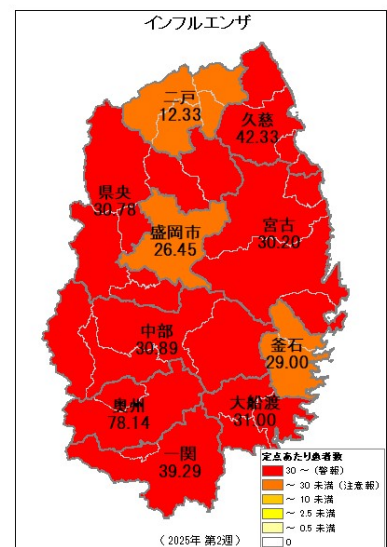 インフルエンザ
二戸
12.33
久慈
42.33
県央
30.78
盛岡市
26.45
宮古
30.20
中部
30.89
釜石
29.00
奥州
78.14
大船渡
31.00
一関
39.29
定点あたり患者数
30 ～ (警報)
～ 30 未満 (注意報)
～ 10 未満
～ 2.5 未満
～ 0.5 未満
0
( 2025年 第2週 )